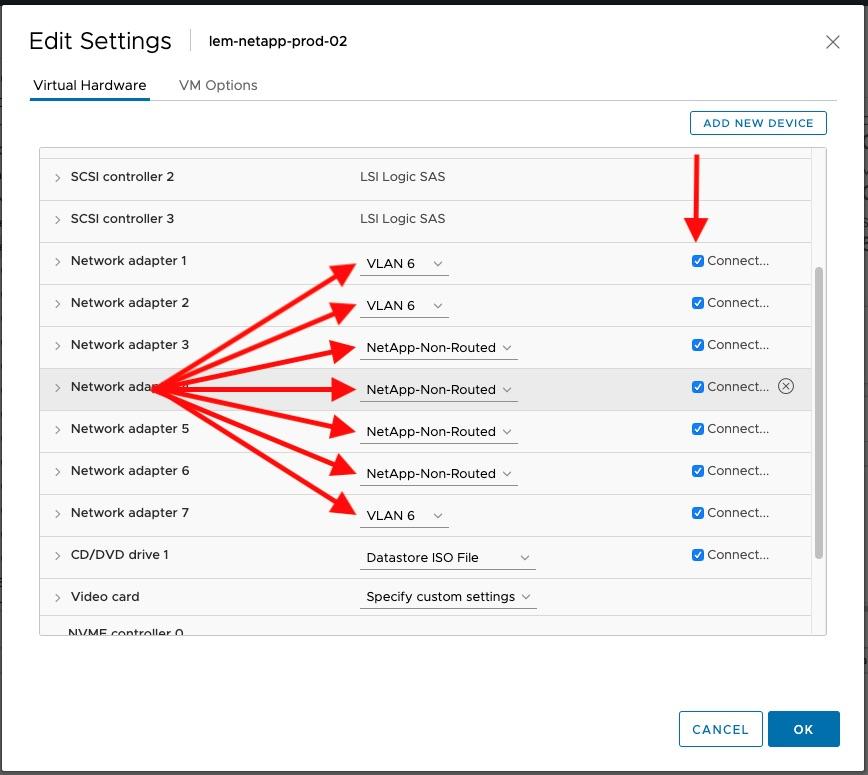 Edit Settings lem-netapp-prod-02
Virtual Hardware VM Options
ADD NEW DEVICE
SCSI controller 2 LSI Logic SAS
SCSI controller 3 LSI Logic SAS
Network adapter 1 VLAN 6 Connect...
Network adapter 2 VLAN 6 Connect...
Network adapter 3 NetApp-Non-Routed Connect...
Network NetApp-Non-Routed Connect...
Network adapter 5 NetApp-Non-Routed Connect...
Network adapter 6 NetApp-Non-Routed Connect...
Network adapter 7 VLAN 6 Connect...
CD/DVD drive 1 Datastore ISO File Connect...
Video card Specify custom settings
NVME controller 0
CANCEL OK